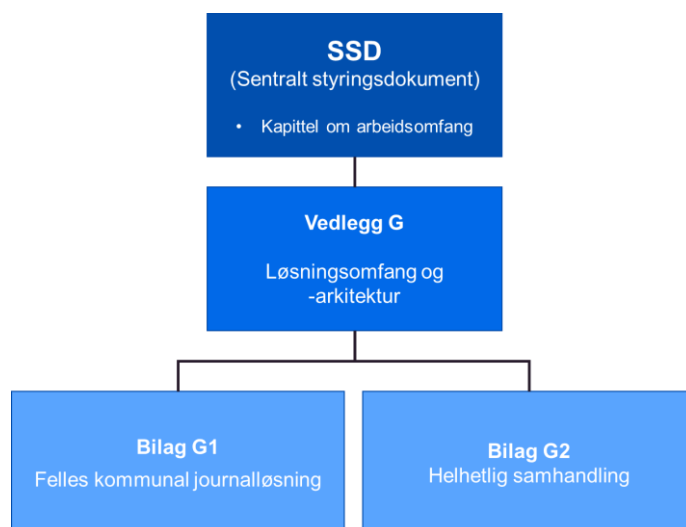 SSD
(Sentralt styringsdokument)
• Kapittel om arbeidsomfang
Vedlegg G
Løsningsomfang og
-arkitektur
Bilag G1
Felles kommunal journalløsning
Bilag G2
Helhetlig samhandling